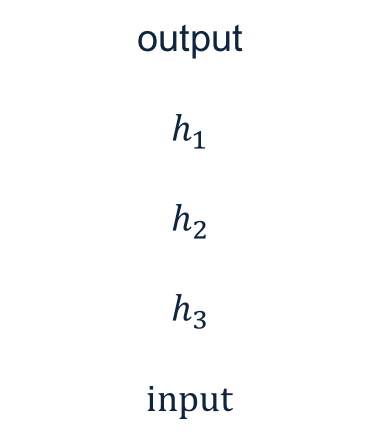 output
h₁
h₂
h₃
input